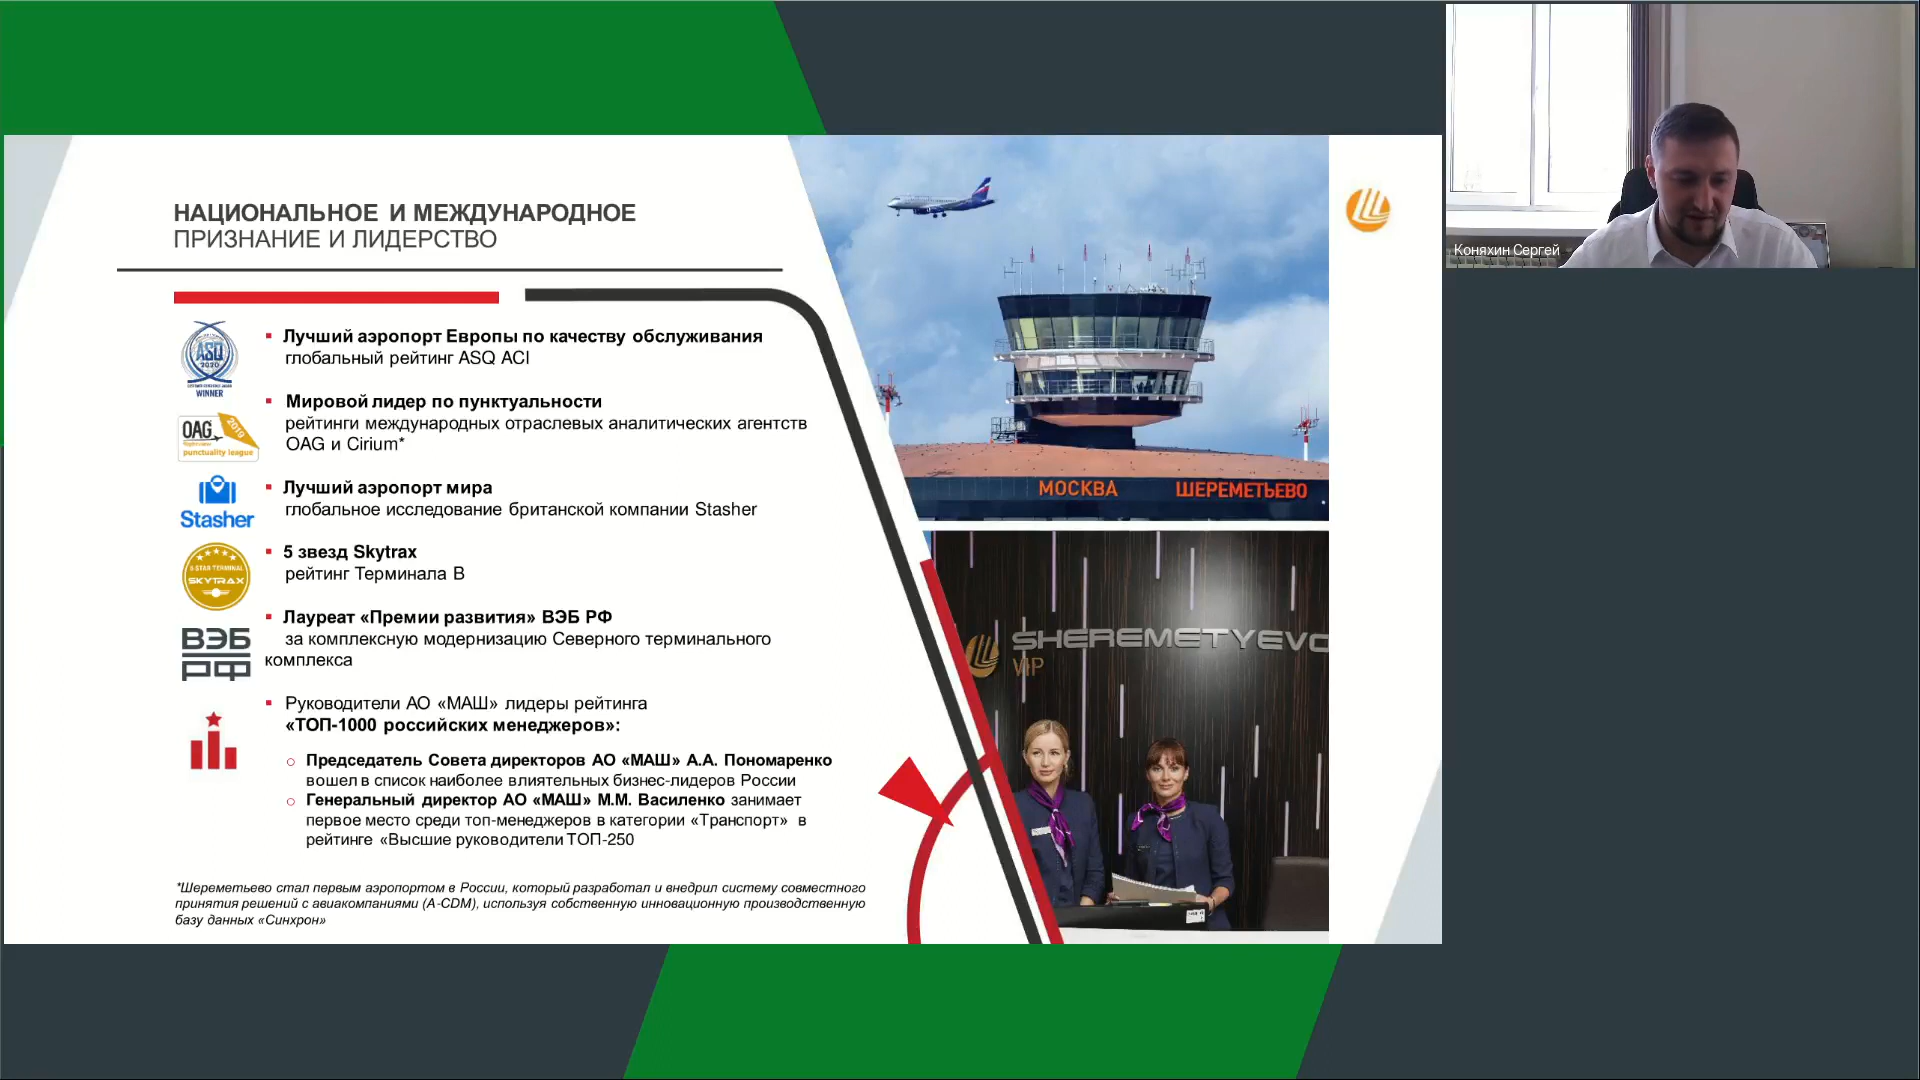 НАЦИОНАЛЬНОЕ И МЕЖДУНАРОДНОЕ
ПРИЗНАНИЕ И ЛИДЕРСТВО
ASQ
2020
WINNER
▪ Лучший аэропорт Европы по качеству обслуживания
глобальный рейтинг ASQ ACI
OAG
2019
punctuality league
▪ Мировой лидер по пунктуальности
рейтинги международных отраслевых аналитических агентств
OAG и Cirium*
Stasher
▪ Лучший аэропорт мира
глобальное исследование британской компании Stasher
5-STAR TERMINAL
SKYTRAX
▪ 5 звезд Skytrax
рейтинг Терминала B
ВЭБ
РФ
▪ Лауреат «Премии развития» ВЭБ РФ
за комплексную модернизацию Северного терминального
комплекса
▪ Руководители АО «МАШ» лидеры рейтинга
«ТОП-1000 российских менеджеров»:
○ Председатель Совета директоров АО «МАШ» А.А. Пономаренко
вошел в список наиболее влиятельных бизнес-лидеров России
○ Генеральный директор АО «МАШ» М.М. Василенко занимает
первое место среди топ-менеджеров в категории «Транспорт» в
рейтинге «Высшие руководители ТОП-250
*Шереметьево стал первым аэропортом в России, который разработал и внедрил систему совместного
принятия решений с авиакомпаниями (A-CDM), используя собственную инновационную производственную
базу данных «Синхрон»
МОСКВА ШЕРЕМЕТЬЕВО
SHEREMETYEVO
VIP
Коняхин Сергей